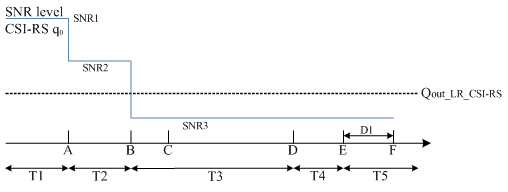 SNR level
CSI-RS q0
SNR1
SNR2
Qout_LR_CSI-RS
SNR3
D1
A B C D E F
T1 T2 T3 T4 T5